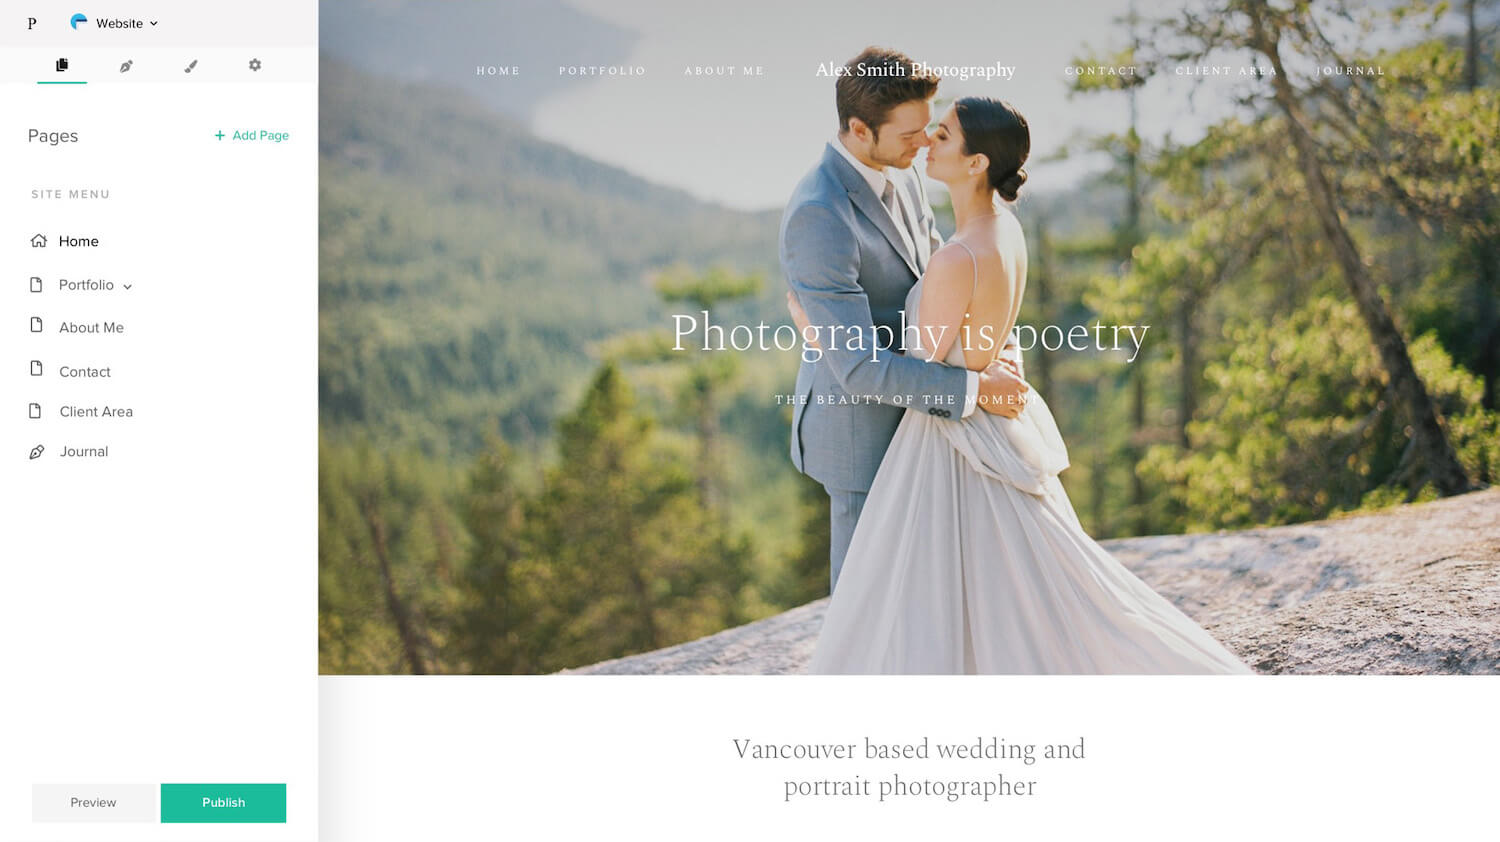 P Website
Pages
+ Add Page
SITE MENU
Home
Portfolio
About Me
Contact
Client Area
Journal
Preview
Publish
HOME PORTFOLIO ABOUT ME Alex Smith Photography CONTACT CLIENT AREA JOURNAL
Photography is poetry
THE BEAUTY OF THE MOMENT
Vancouver based wedding and
portrait photographer